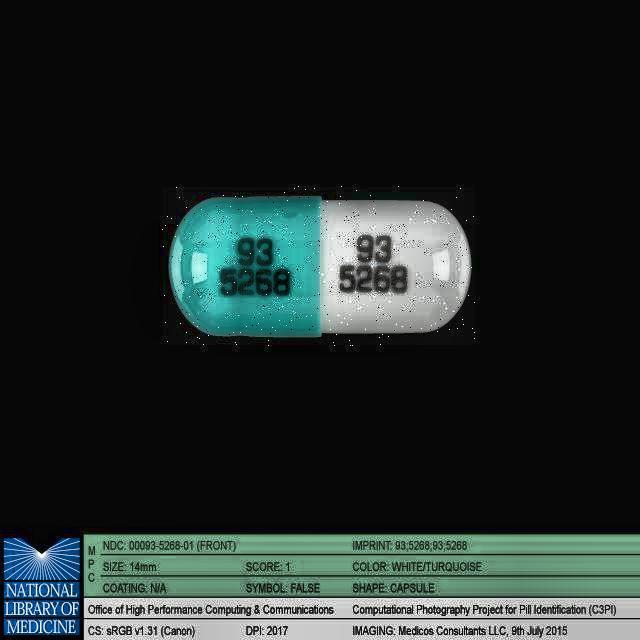 93 93
5268 5268
MPC
NDC: 00093-5268-01 (FRONT) IMPRINT: 93;5268;93;5268
SIZE: 14mm SCORE: 1 COLOR: WHITE/TURQUOISE
COATING: N/A SYMBOL: FALSE SHAPE: CAPSULE
NATIONAL
LIBRARY OF
MEDICINE
Office of High Performance Computing & Communications Computational Photography Project for Pill Identification (C3PI)
CS: sRGB v1.31 (Canon) DPI: 2017 IMAGING: Medicos Consultants LLC, 9th July 2015